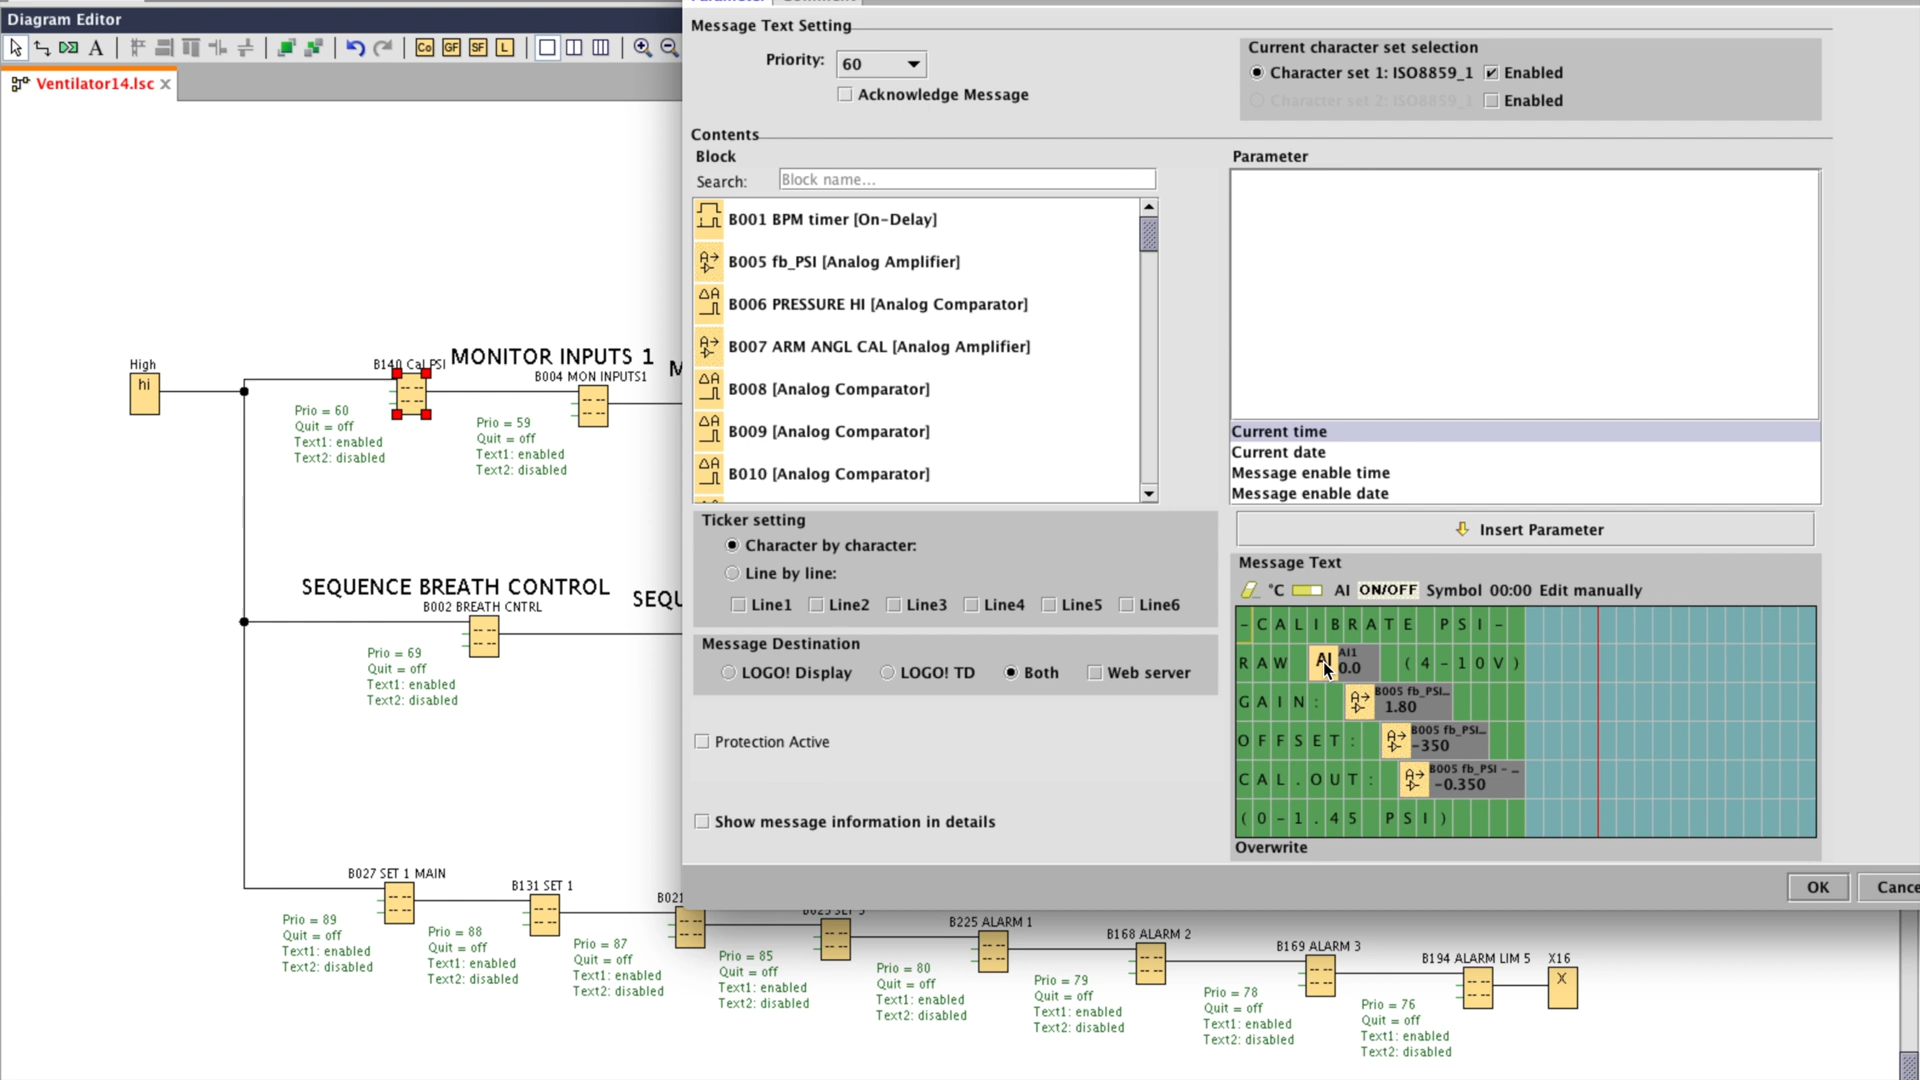 Diagram Editor
Co GF SF L
Ventilator14.lsc
Message Text Setting
Priority: 60
Acknowledge Message
Current character set selection
Character set 1: ISO8859_1 Enabled
Character set 2: ISO8859_1 Enabled
Contents
Block
Search: Block name...
B001 BPM timer [On-Delay]
B005 fb_PSI [Analog Amplifier]
B006 PRESSURE HI [Analog Comparator]
B007 ARM ANGL CAL [Analog Amplifier]
B008 [Analog Comparator]
B009 [Analog Comparator]
B010 [Analog Comparator]
Parameter
Current time
Current date
Message enable time
Message enable date
Insert Parameter
Ticker setting
Character by character:
Line by line:
Line1 Line2 Line3 Line4 Line5 Line6
Message Destination
LOGO! Display LOGO! TD Both Web server
Protection Active
Show message information in details
Message Text
°C AI ON/OFF Symbol 00:00 Edit manually
-CALIBRATE PSI-
RAW AI AI1 0.0 (4-10V)
GAIN: B005 fb_PSI... 1.80
OFFSET: B005 fb_PSI... -350
CAL.OUT: B005 fb_PSI - ... -0.350
(0-1.45 PSI)
Overwrite
OK Cance
High
hi
B140 Cal PSI
MONITOR INPUTS 1
B004 MON INPUTS1
Prio = 60
Quit = off
Text1: enabled
Text2: disabled
Prio = 59
Quit = off
Text1: enabled
Text2: disabled
SEQUENCE BREATH CONTROL
SEQU
B002 BREATH CNTRL
Prio = 69
Quit = off
Text1: enabled
Text2: disabled
B027 SET 1 MAIN
Prio = 89
Quit = off
Text1: enabled
Text2: disabled
B131 SET 1
Prio = 88
Quit = off
Text1: enabled
Text2: disabled
B021
Prio = 87
Quit = off
Text1: enabled
Text2: disabled
Prio = 85
Quit = off
Text1: enabled
Text2: disabled
B225 ALARM 1
Prio = 80
Quit = off
Text1: enabled
Text2: disabled
B168 ALARM 2
Prio = 79
Quit = off
Text1: enabled
Text2: disabled
B169 ALARM 3
Prio = 78
Quit = off
Text1: enabled
Text2: disabled
B194 ALARM LIM 5
Prio = 76
Quit = off
Text1: enabled
Text2: disabled
X16
X